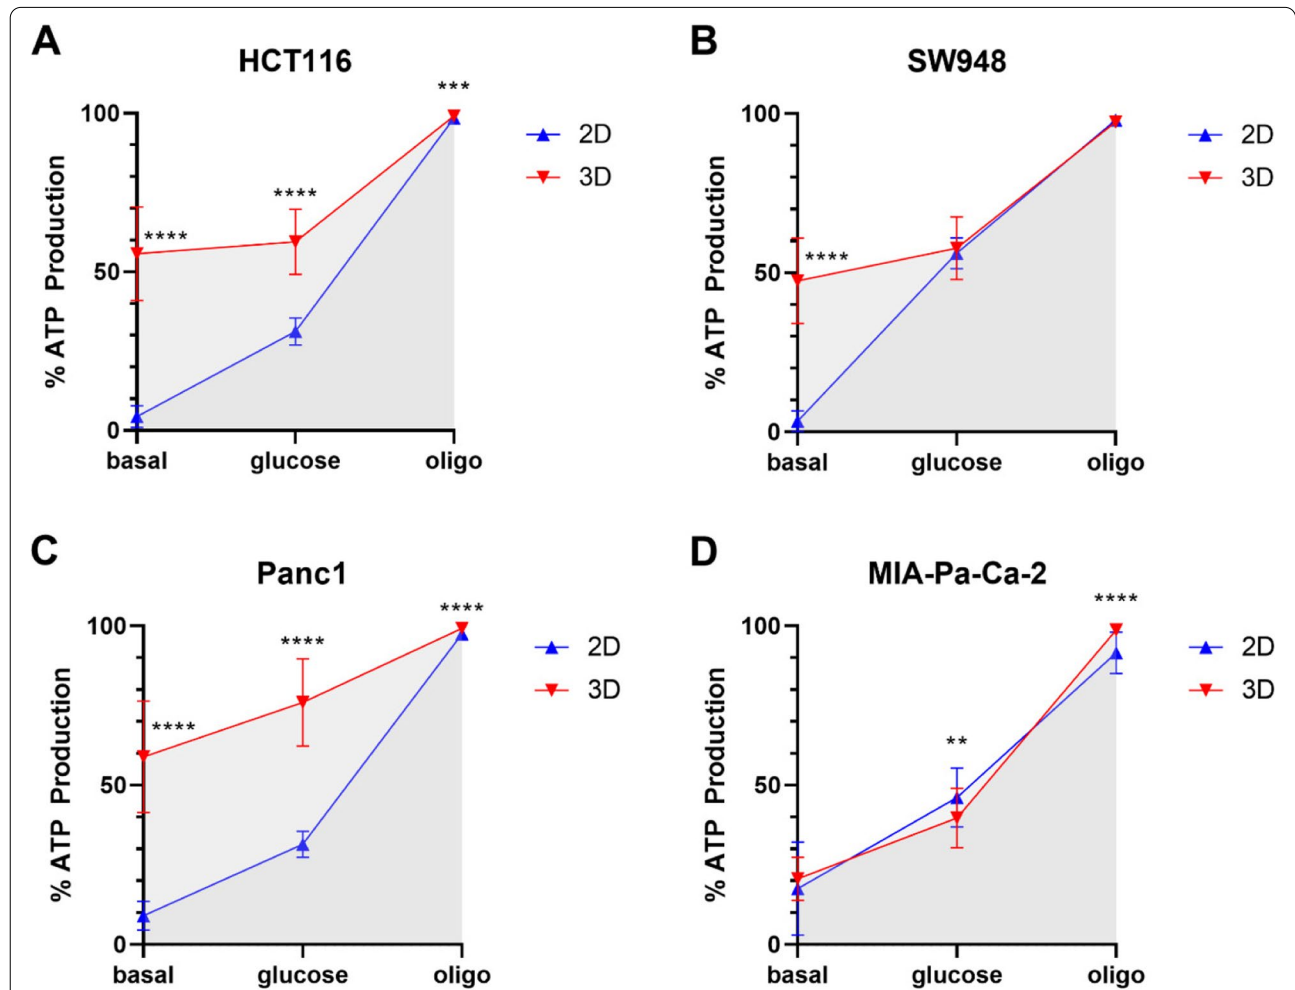 A
HCT116
***
100
2D
3D
****
****
50
0
% ATP Production
basal
glucose
oligo
B
SW948
100
2D
3D
****
50
0
% ATP Production
basal
glucose
oligo
C
Panc1
****
100
2D
3D
****
****
50
0
% ATP Production
basal
glucose
oligo
D
MIA-Pa-Ca-2
****
100
2D
3D
**
50
0
% ATP Production
basal
glucose
oligo